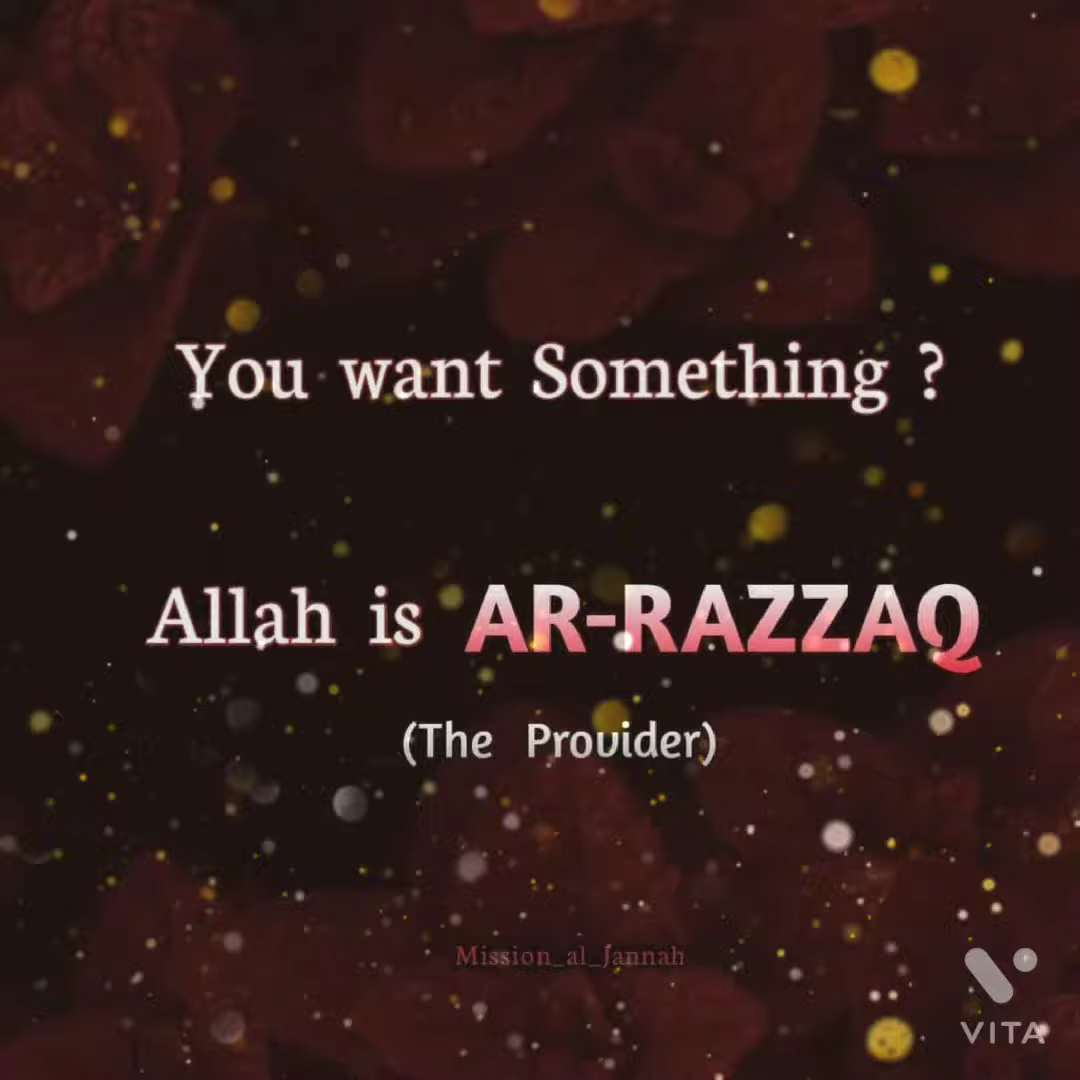 You want Something ?
Allah is AR-RAZZAQ
(The Provider)
Mission_al_Jannah
VITA